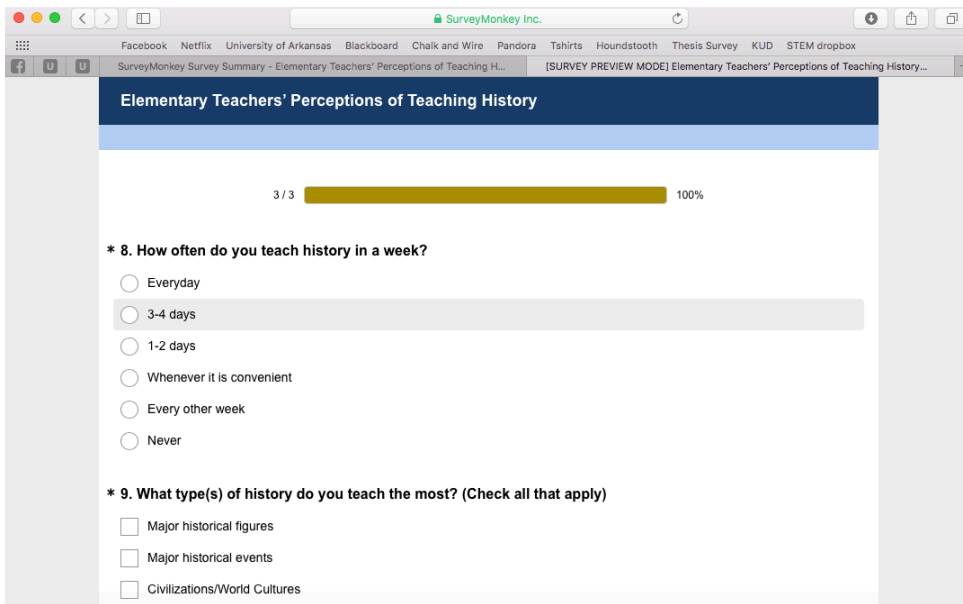 SurveyMonkey Inc.
Facebook Netflix University of Arkansas Blackboard Chalk and Wire Pandora Tshirts Houndstooth Thesis Survey KUD STEM dropbox
f U U SurveyMonkey Survey Summary - Elementary Teachers' Perceptions of Teaching H... [SURVEY PREVIEW MODE] Elementary Teachers' Perceptions of Teaching History...
Elementary Teachers' Perceptions of Teaching History
3 / 3 100%
* 8. How often do you teach history in a week?
Everyday
3-4 days
1-2 days
Whenever it is convenient
Every other week
Never
* 9. What type(s) of history do you teach the most? (Check all that apply)
Major historical figures
Major historical events
Civilizations/World Cultures